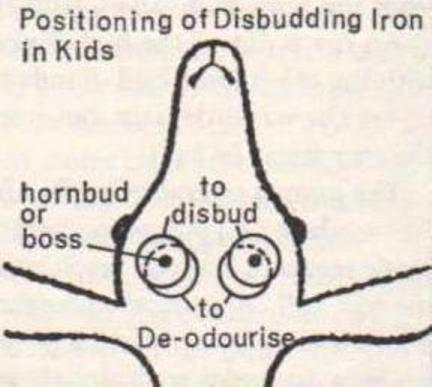 Positioning of Disbudding Iron
in Kids
hornbud
or
boss
to
disbud
to
De-odourise